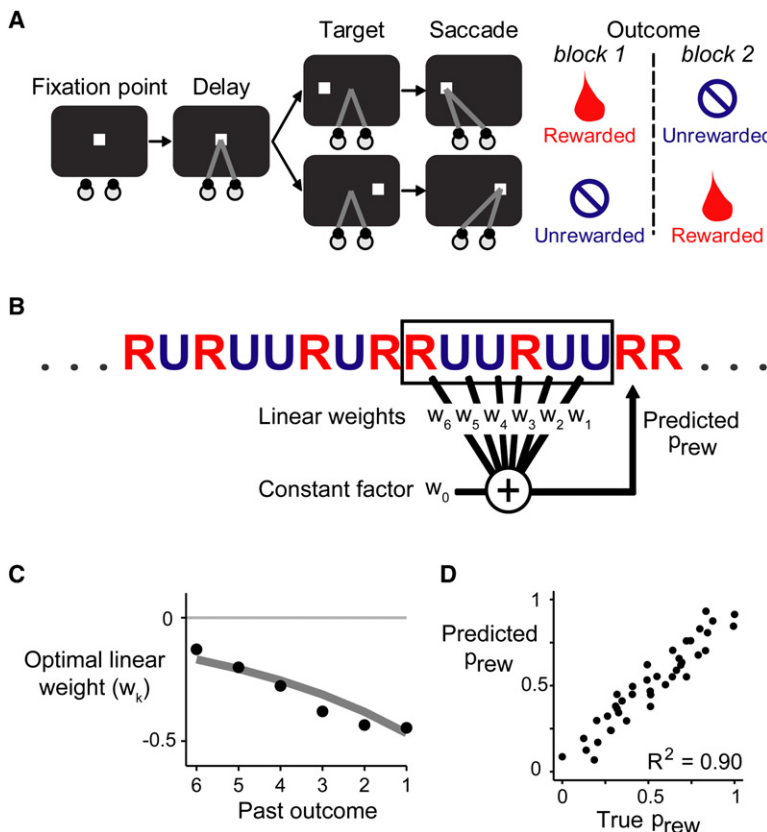 A
Target Saccade Outcome
block 1 block 2
Fixation point Delay
Rewarded Unrewarded
Unrewarded Rewarded
B
. . . RURUURURRUUURUURR . . .
Linear weights w6 w5 w4 w3 w2 w1
Predicted
prew
Constant factor w0 +
C
0
Optimal linear
weight (wk)
-0.5
6 5 4 3 2 1
Past outcome
D
1
Predicted
prew
0.5
0
R² = 0.90
0 0.5 1
True prew